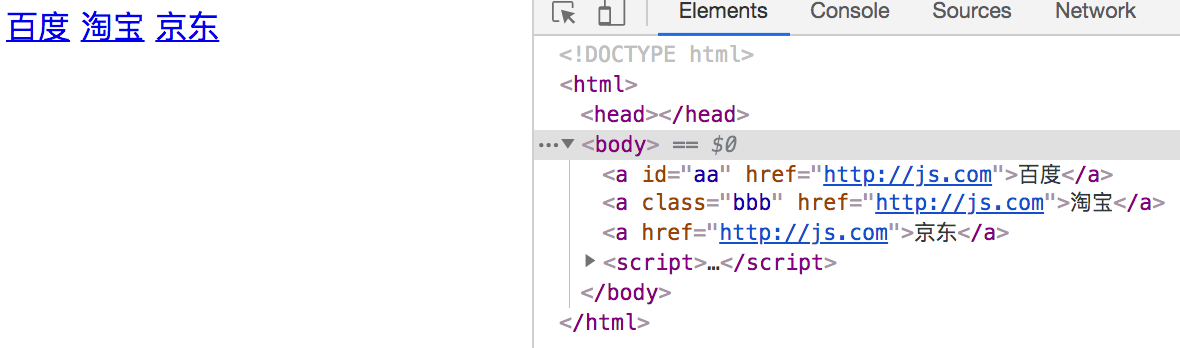 百度 淘宝 京东
Elements Console Sources Network
<!DOCTYPE html>
<html>
<head></head>
<body> == $0
<a id="aa" href="http://js.com">百度</a>
<a class="bbb" href="http://js.com">淘宝</a>
<a href="http://js.com">京东</a>
<script>…</script>
</body>
</html>